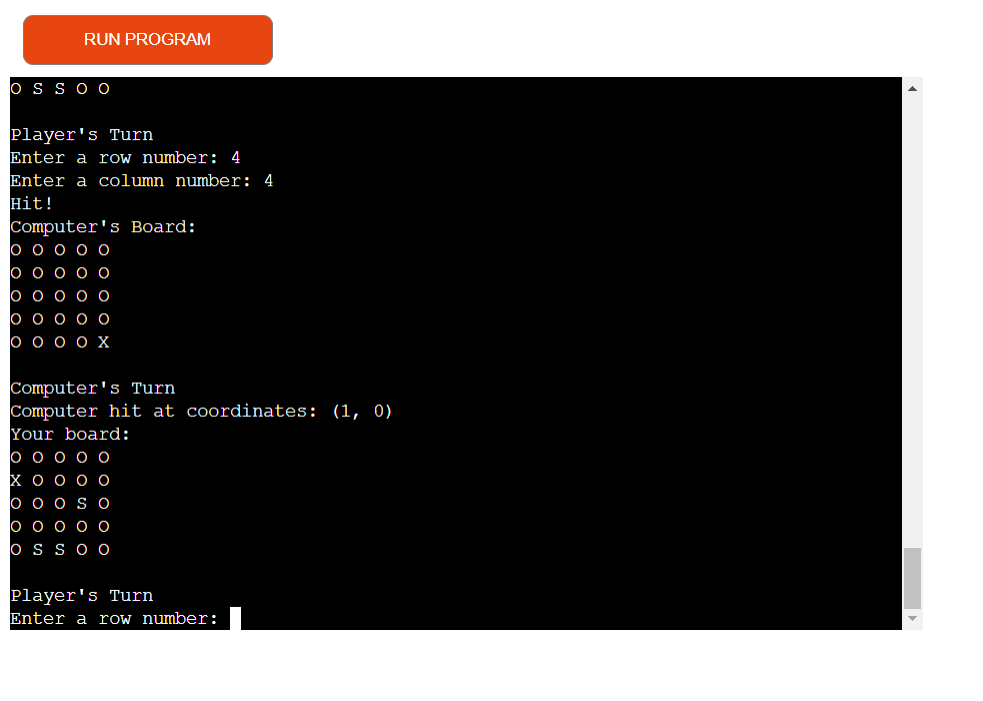 RUN PROGRAM
O S S O O
Player's Turn
Enter a row number: 4
Enter a column number: 4
Hit!
Computer's Board:
O O O O O
O O O O O
O O O O O
O O O O O
O O O O X
Computer's Turn
Computer hit at coordinates: (1, 0)
Your board:
O O O O O
X O O O O
O O O S O
O O O O O
O S S O O
Player's Turn
Enter a row number: